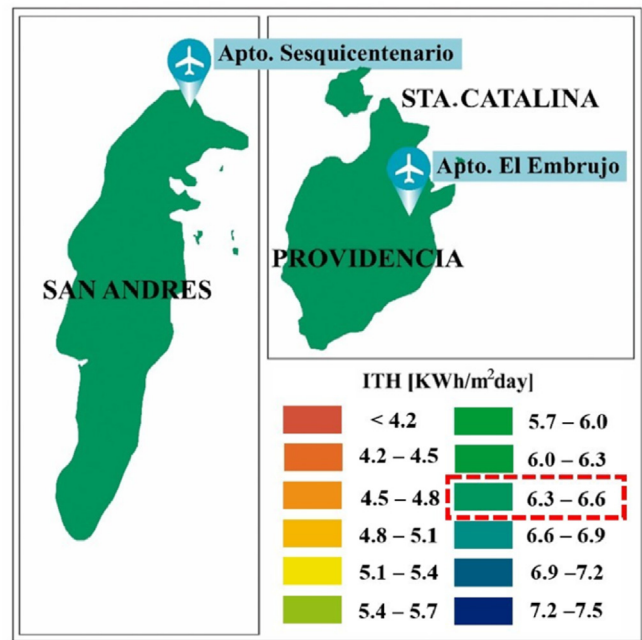 Apto. Sesquicentenario
STA. CATALINA
Apto. El Embrujo
PROVIDENCIA
SAN ANDRES
ITH [KWh/m²day]
< 4.2
4.2 – 4.5
4.5 – 4.8
4.8 – 5.1
5.1 – 5.4
5.4 – 5.7
5.7 – 6.0
6.0 – 6.3
6.3 – 6.6
6.6 – 6.9
6.9 –7.2
7.2 –7.5